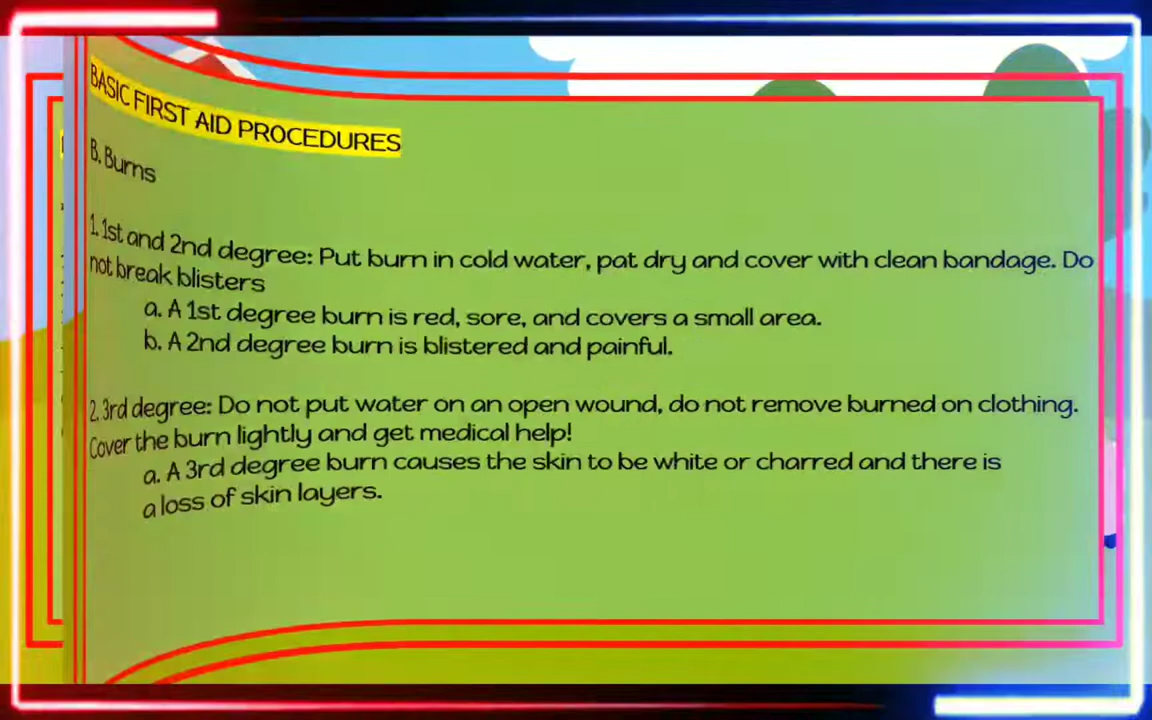 BASIC FIRST AID PROCEDURES
B. Burns
1. 1st and 2nd degree: Put burn in cold water, pat dry and cover with clean bandage. Do
not break blisters
a. A 1st degree burn is red, sore, and covers a small area.
b. A 2nd degree burn is blistered and painful.
2. 3rd degree: Do not put water on an open wound, do not remove burned on clothing.
Cover the burn lightly and get medical help!
a. A 3rd degree burn causes the skin to be white or charred and there is
a loss of skin layers.